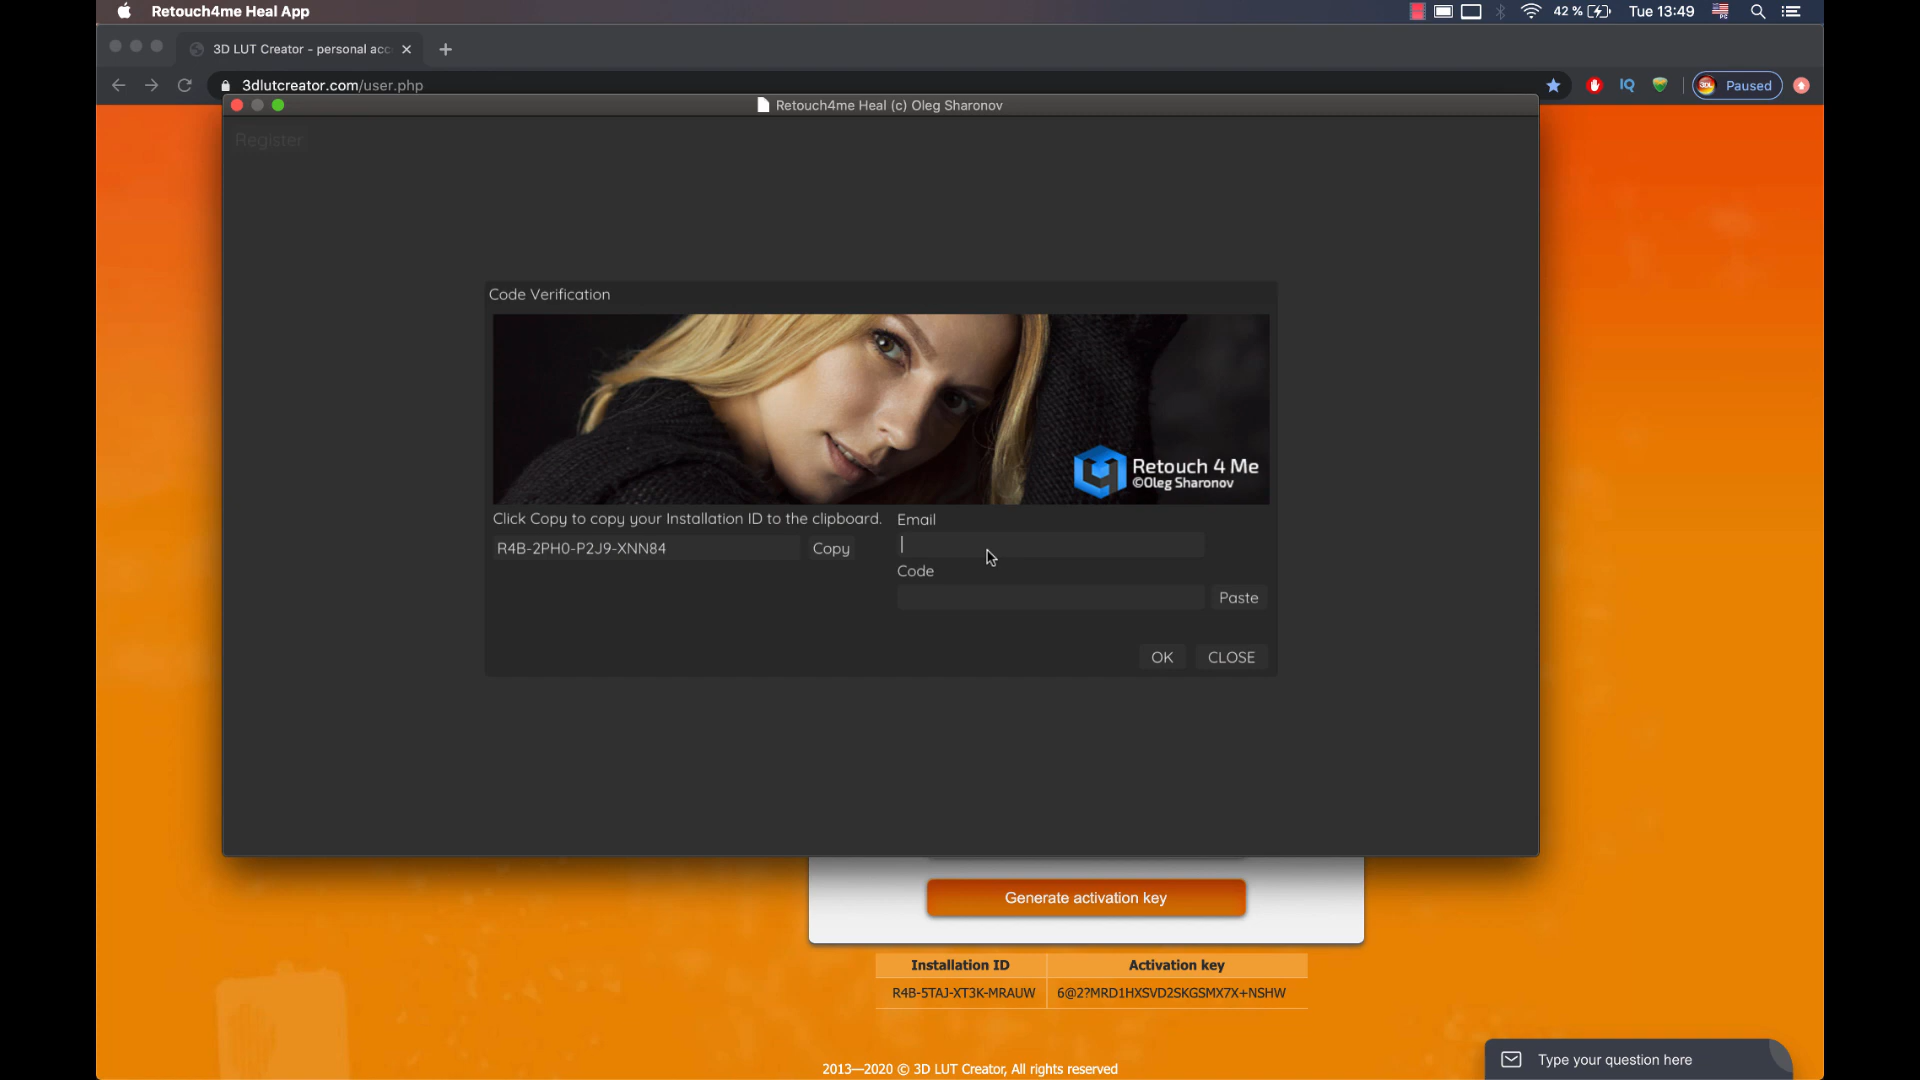 Retouch4me Heal App
42 %
Tue 13:49
3D LUT Creator - personal acc
3dlutcreator.com/user.php
IQ
Paused
Retouch4me Heal (c) Oleg Sharonov
Register
Code Verification
Retouch 4 Me
©Oleg Sharonov
Click Copy to copy your Installation ID to the clipboard.
Email
R4B-2PH0-P2J9-XNN84
Copy
Code
Paste
OK
CLOSE
Generate activation key
Installation ID
Activation key
R4B-5TAJ-XT3K-MRAUW
6@2?MRD1HXSVD2SKGSMX7X+NSHW
2013—2020 © 3D LUT Creator, All rights reserved
Type your question here